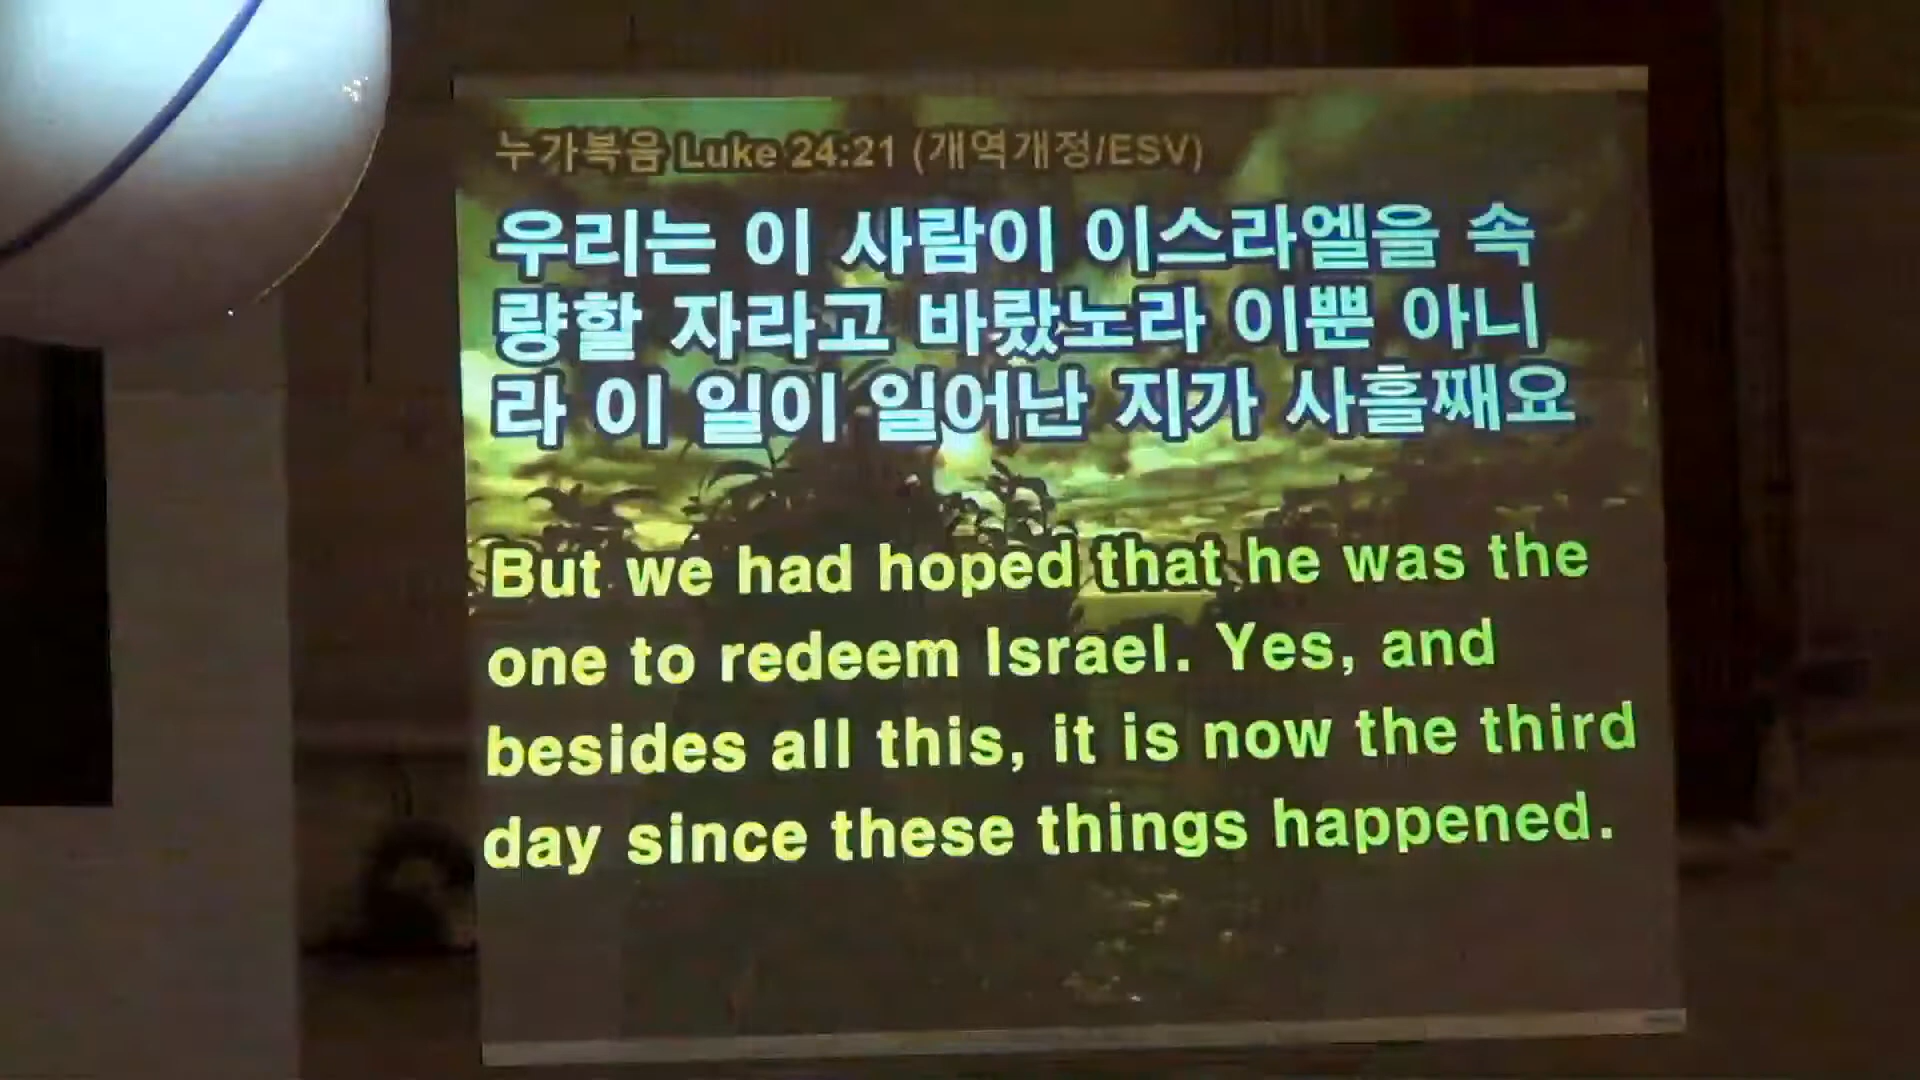 누가복음 Luke 24:21 (개역개정/ESV)
우리는 이 사람이 이스라엘을 속
량할 자라고 바랐노라 이뿐 아니
라 이 일이 일어난 지가 사흘째요
But we had hoped that he was the
one to redeem Israel. Yes, and
besides all this, it is now the third
day since these things happened.